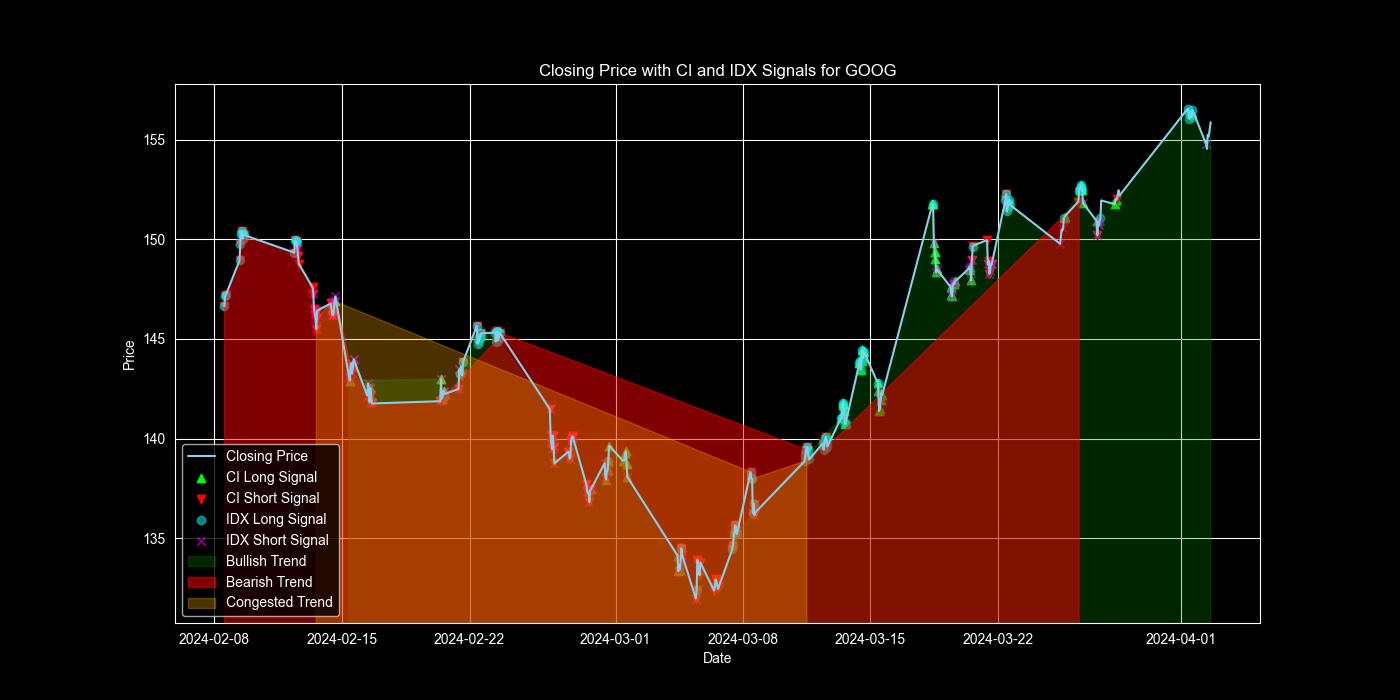 Closing Price with CI and IDX Signals for GOOG
Price
155
150
145
140
135
Closing Price
CI Long Signal
CI Short Signal
IDX Long Signal
IDX Short Signal
Bullish Trend
Bearish Trend
Congested Trend
2024-02-08 2024-02-15 2024-02-22 2024-03-01 2024-03-08 2024-03-15 2024-03-22 2024-04-01
Date